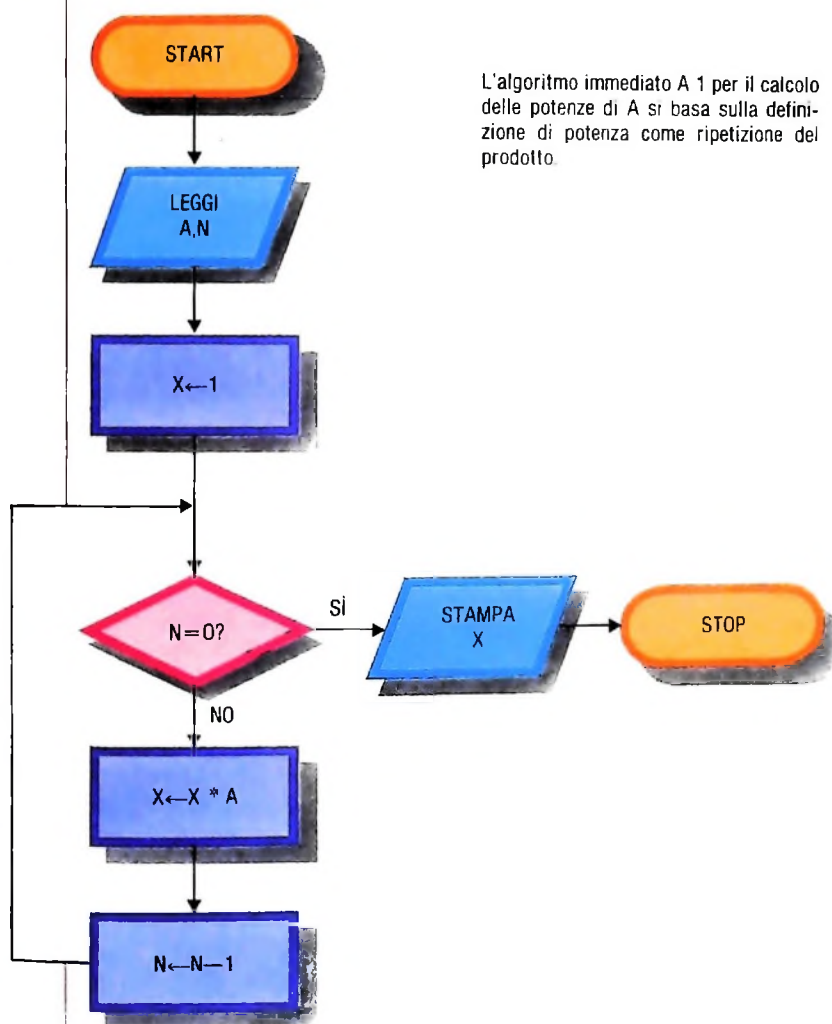 START
L'algoritmo immediato A 1 per il calcolo
delle potenze di A si basa sulla defini-
zione di potenza come ripetizione del
prodotto.
LEGGI
A,N
X←1
N=0?
SÌ
STAMPA
X
STOP
NO
X←X * A
N←N—1